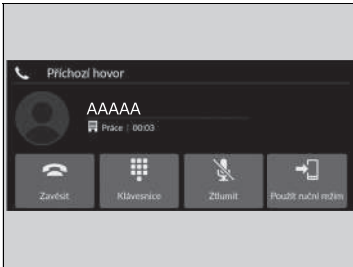 Příchozí hovor
AAAAA
Práce | 00:03
Zavěsit
Klávesnice
Ztlumit
Použít ruční režim